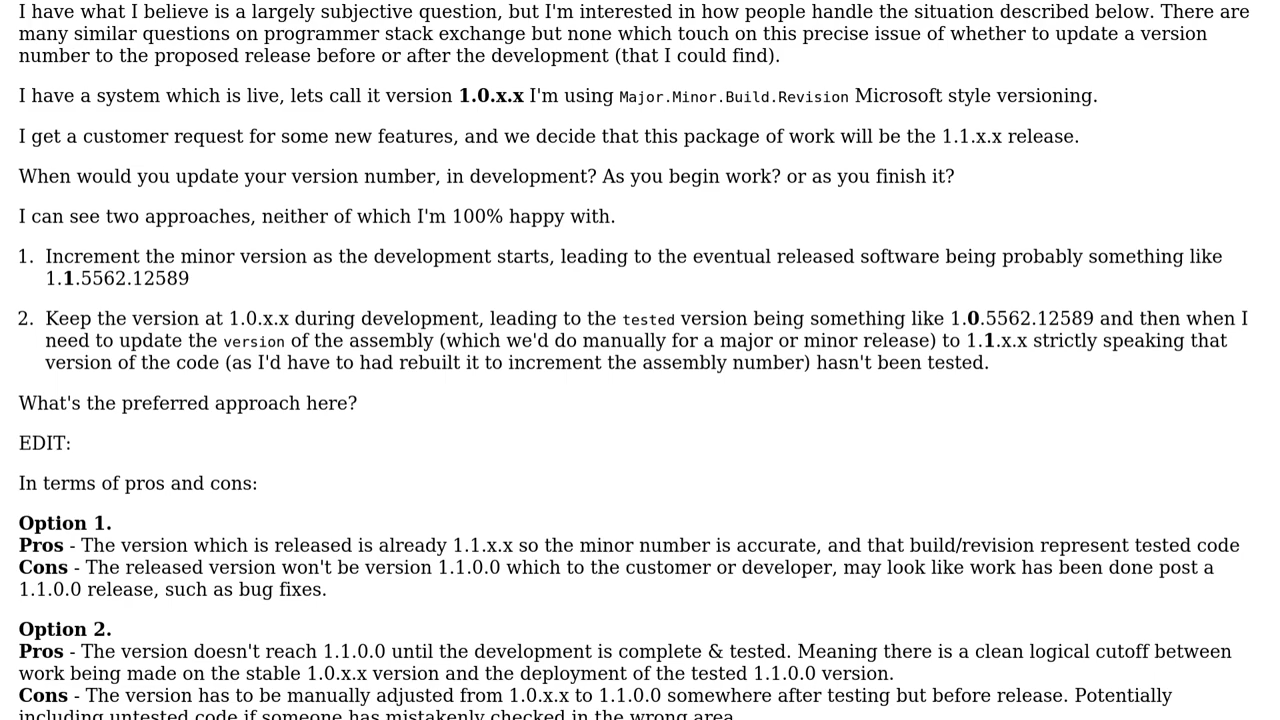 I have what I believe is a largely subjective question, but I'm interested in how people handle the situation described below. There are
many similar questions on programmer stack exchange but none which touch on this precise issue of whether to update a version
number to the proposed release before or after the development (that I could find).
I have a system which is live, lets call it version 1.0.x.x I'm using Major.Minor.Build.Revision Microsoft style versioning.
I get a customer request for some new features, and we decide that this package of work will be the 1.1.x.x release.
When would you update your version number, in development? As you begin work? or as you finish it?
I can see two approaches, neither of which I'm 100% happy with.
1. Increment the minor version as the development starts, leading to the eventual released software being probably something like
1.1.5562.12589
2. Keep the version at 1.0.x.x during development, leading to the tested version being something like 1.0.5562.12589 and then when I
need to update the version of the assembly (which we'd do manually for a major or minor release) to 1.1.x.x strictly speaking that
version of the code (as I'd have to had rebuilt it to increment the assembly number) hasn't been tested.
What's the preferred approach here?
EDIT:
In terms of pros and cons:
Option 1.
Pros - The version which is released is already 1.1.x.x so the minor number is accurate, and that build/revision represent tested code
Cons - The released version won't be version 1.1.0.0 which to the customer or developer, may look like work has been done post a
1.1.0.0 release, such as bug fixes.
Option 2.
Pros - The version doesn't reach 1.1.0.0 until the development is complete & tested. Meaning there is a clean logical cutoff between
work being made on the stable 1.0.x.x version and the deployment of the tested 1.1.0.0 version.
Cons - The version has to be manually adjusted from 1.0.x.x to 1.1.0.0 somewhere after testing but before release. Potentially
including untested code if someone has mistakenly checked in the wrong area.